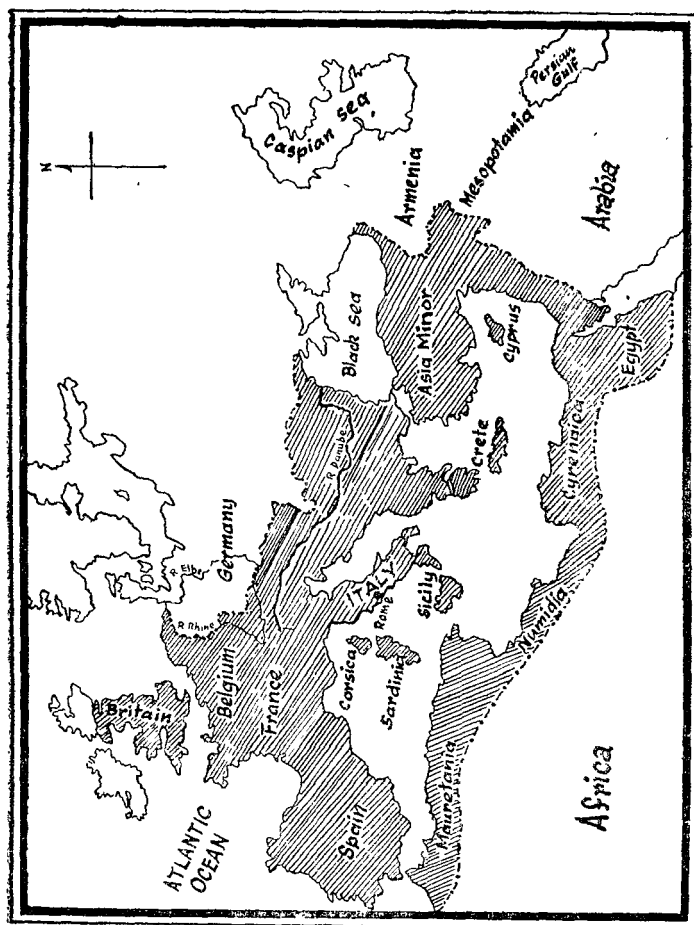 N
Caspian sea
Persian
Gulf
Mesopotamia
Armenia
Arabia
Black sea
Asia Minor
Cyprus
Egypt
R Danube
Crete
Cyrennica
Germany
R Elbe
R Rhine
ITALY
Rome
Sicily
Numidia
Britain
Belgium
France
Corsica
Sardinia
ATLANTIC
OCEAN
Spain
Mauretania
Africa